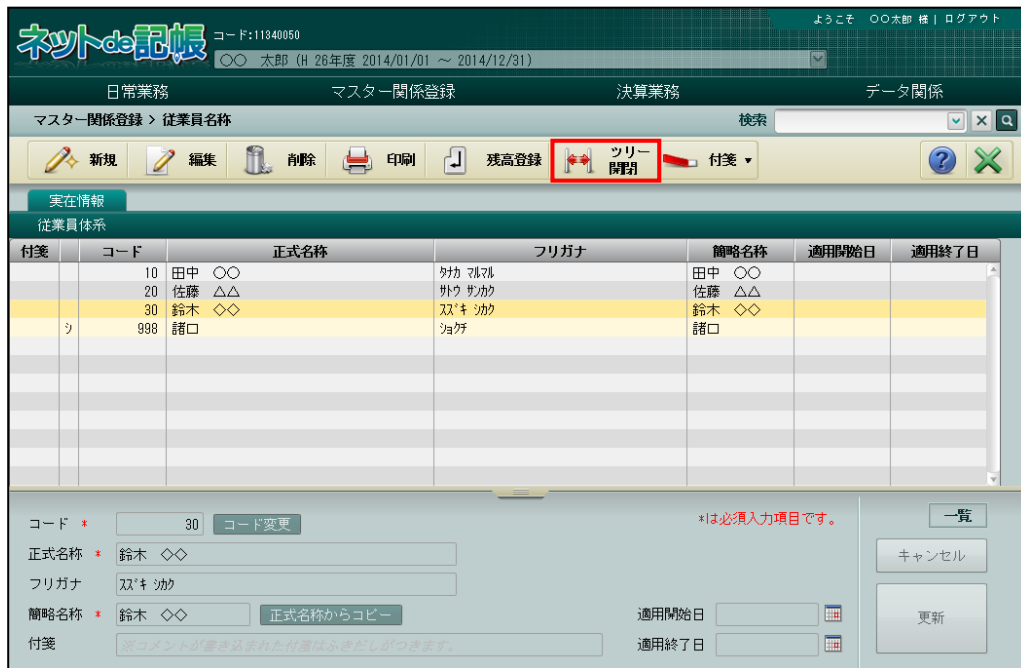 ようこそ 〇〇太郎 様 | ログアウト
ネットde記帳 コード:11340050
〇〇 太郎 (H 26年度 2014/01/01 ～ 2014/12/31)
日常業務 マスター関係登録 決算業務 データ関係
マスター関係登録 > 従業員名称 検索
新規 編集 削除 印刷 残高登録 ツリー開閉 付箋 ▼
実在情報
従業員体系
付箋 コード 正式名称 フリガナ 簡略名称 適用開始日 適用終了日
10 田中 〇〇 ﾀﾅｶ ﾏﾙﾏﾙ 田中 〇〇
20 佐藤 △△ ｻﾄｳ ｻﾝｶｸ 佐藤 △△
30 鈴木 ◇◇ ｽｽﾞｷ ｼｶｸ 鈴木 ◇◇
ｼ 998 諸口 ｼｮｸﾁ 諸口
コード * 30 コード変更 *は必須入力項目です。 一覧
正式名称 * 鈴木 ◇◇ キャンセル
フリガナ ｽｽﾞｷ ｼｶｸ
簡略名称 * 鈴木 ◇◇ 正式名称からコピー 適用開始日 更新
付箋 ※コメントが書き込まれた付箋はふきだしがつきます。 適用終了日